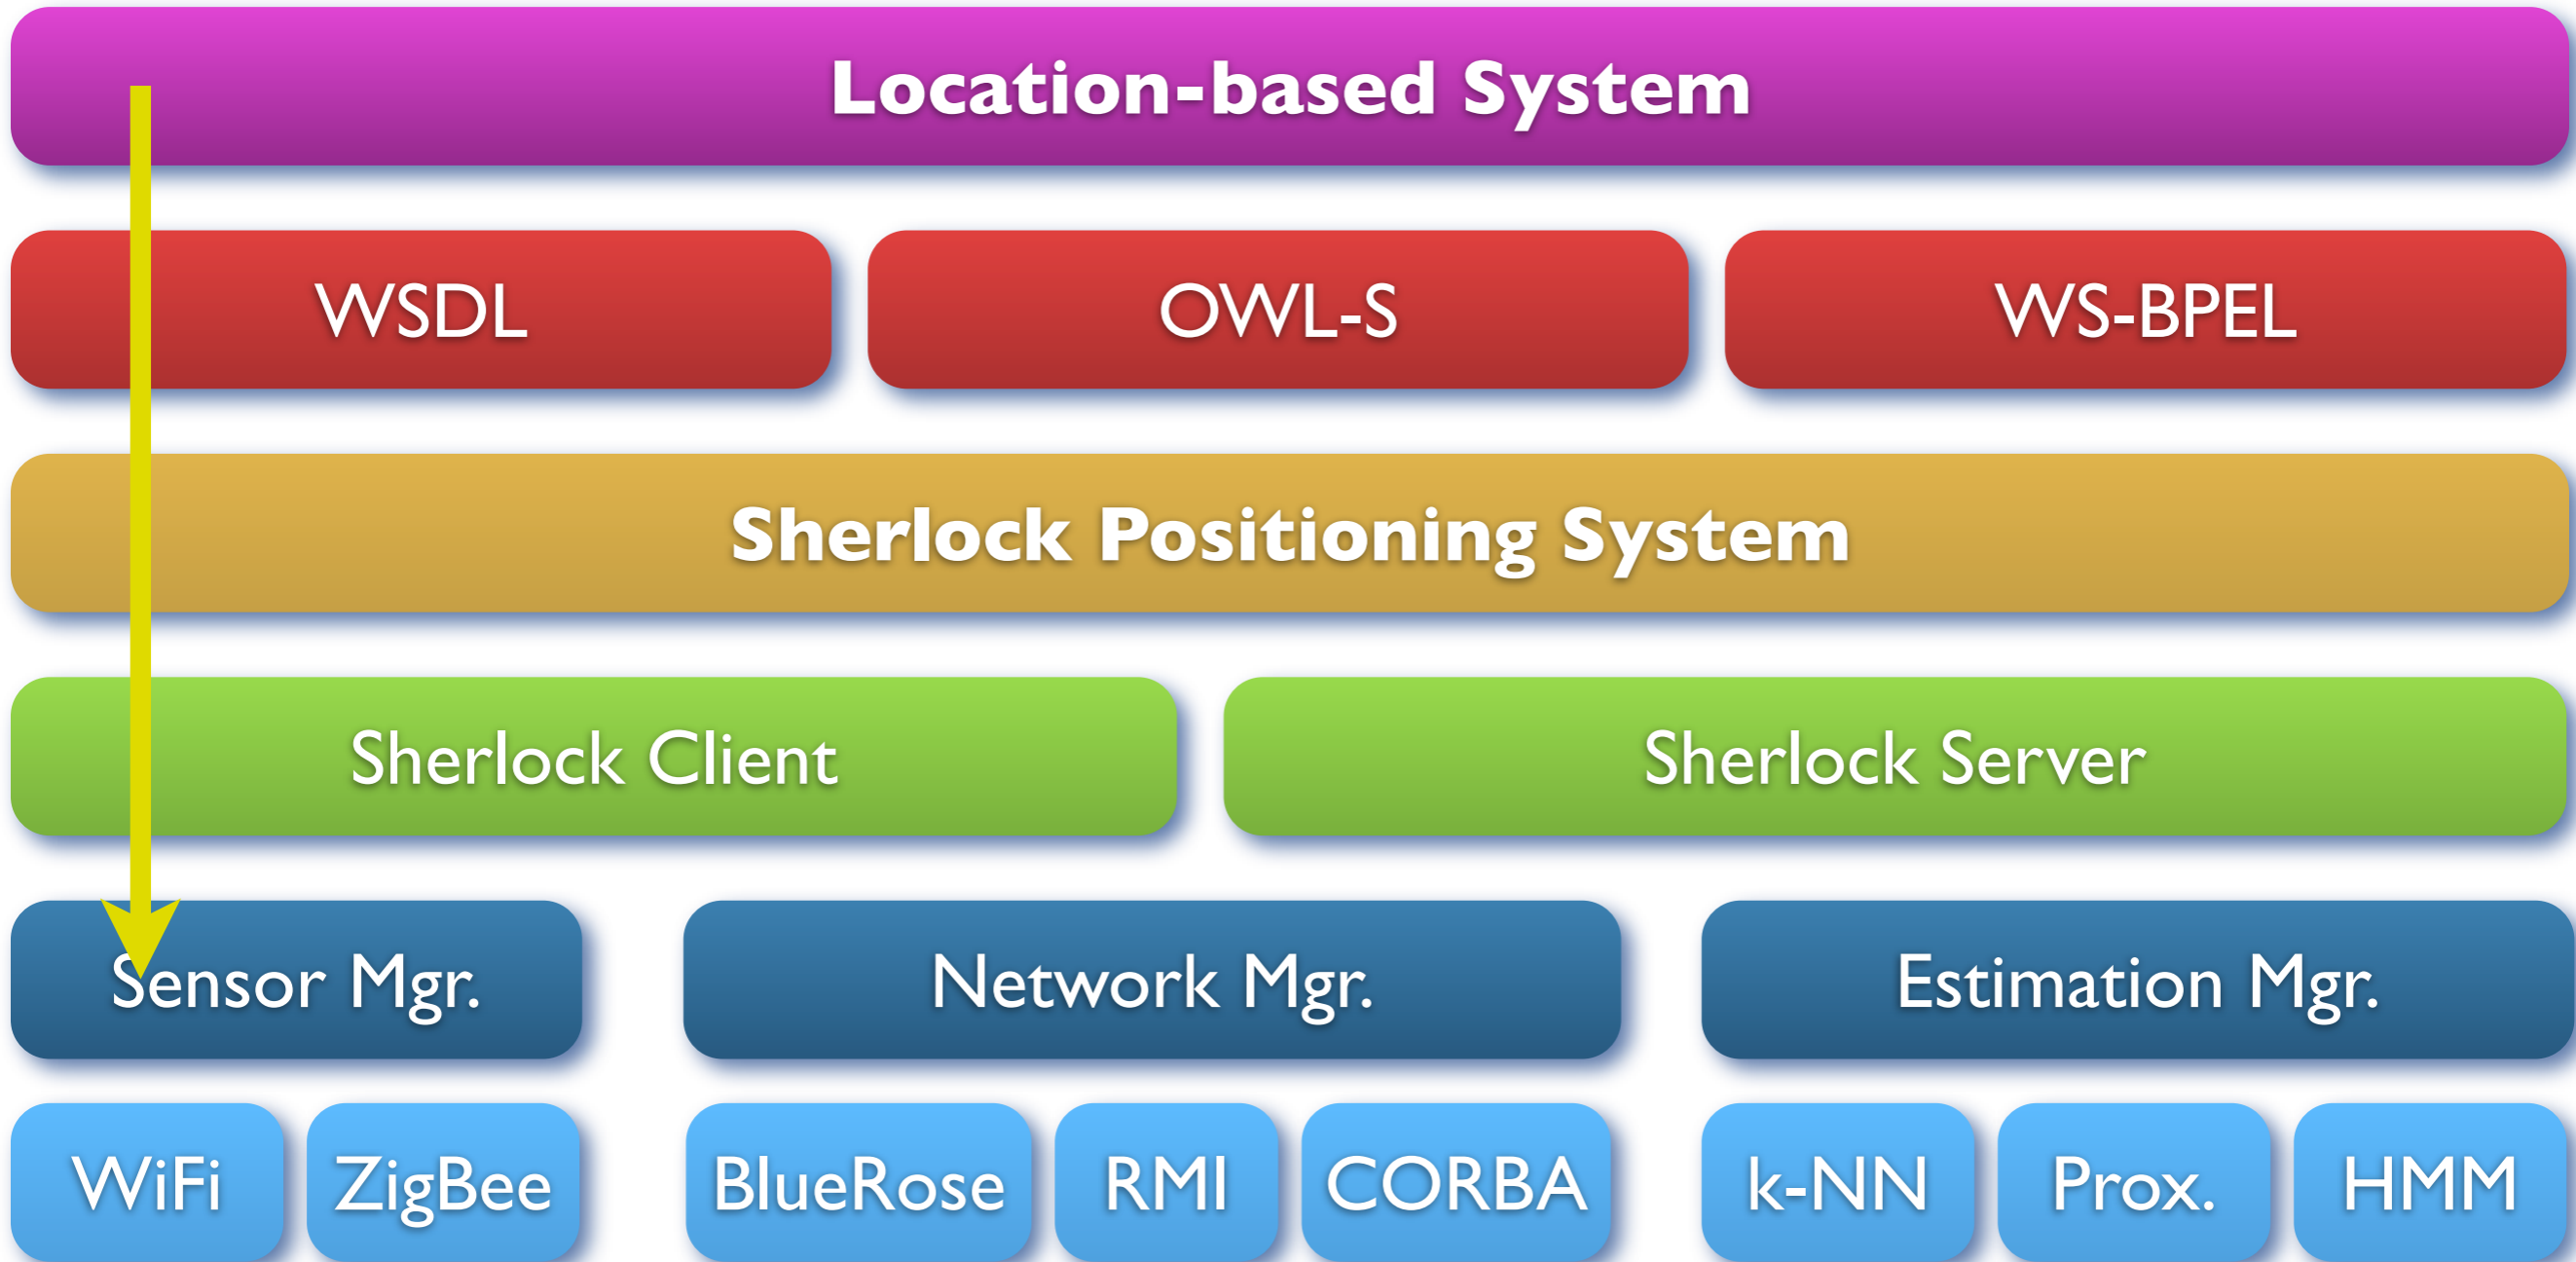 Location-based System
WSDL
OWL-S
WS-BPEL
Sherlock Positioning System
Sherlock Client
Sherlock Server
Sensor Mgr.
Network Mgr.
Estimation Mgr.
WiFi
ZigBee
BlueRose
RMI
CORBA
k-NN
Prox.
HMM